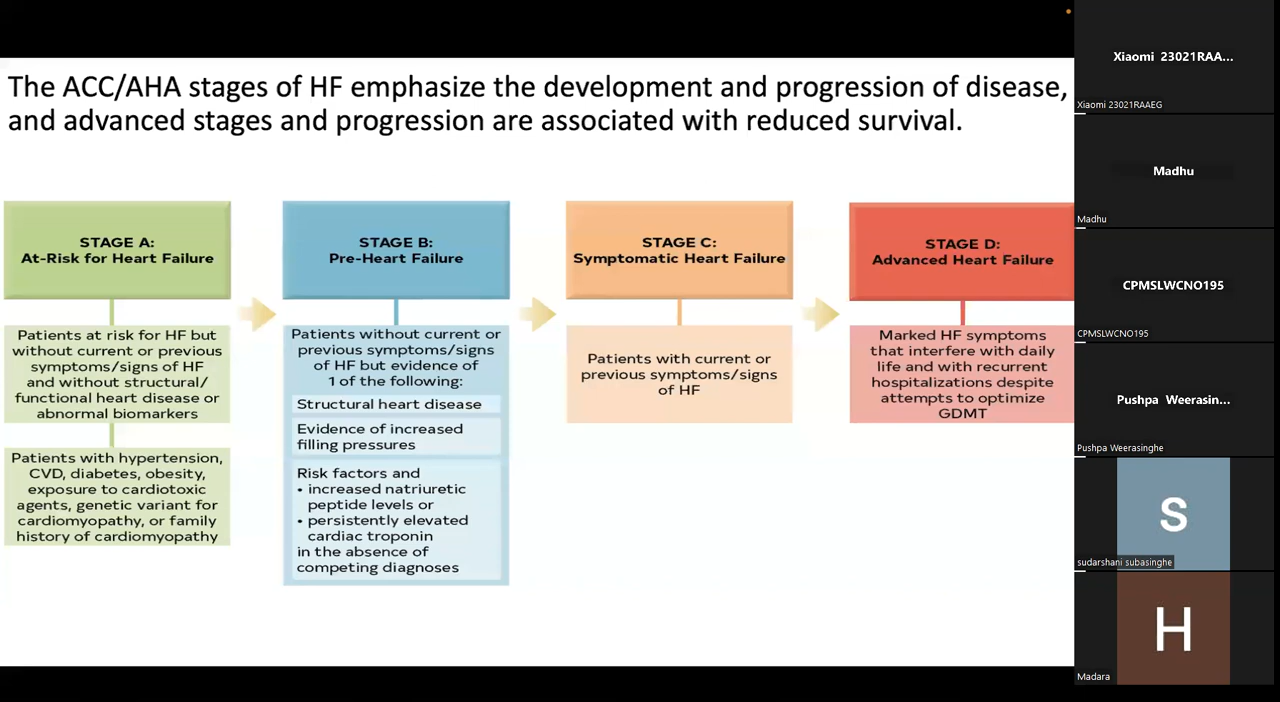 The ACC/AHA stages of HF emphasize the development and progression of disease,
and advanced stages and progression are associated with reduced survival.
STAGE A:
At-Risk for Heart Failure
Patients at risk for HF but
without current or previous
symptoms/signs of HF
and without structural/
functional heart disease or
abnormal biomarkers
Patients with hypertension,
CVD, diabetes, obesity,
exposure to cardiotoxic
agents, genetic variant for
cardiomyopathy, or family
history of cardiomyopathy
STAGE B:
Pre-Heart Failure
Patients without current or
previous symptoms/signs
of HF but evidence of
1 of the following:
Structural heart disease
Evidence of increased
filling pressures
Risk factors and
• increased natriuretic
peptide levels or
• persistently elevated
cardiac troponin
in the absence of
competing diagnoses
STAGE C:
Symptomatic Heart Failure
Patients with current or
previous symptoms/signs
of HF
STAGE D:
Advanced Heart Failure
Marked HF symptoms
that interfere with daily
life and with recurrent
hospitalizations despite
attempts to optimize
GDMT
Xiaomi 23021RAA...
Xiaomi 23021RAAEG
Madhu
Madhu
CPMSLWCNO195
CPMSLWCNO195
Pushpa Weerasin...
Pushpa Weerasinghe
S
sudarshani subasinghe
H
Madara